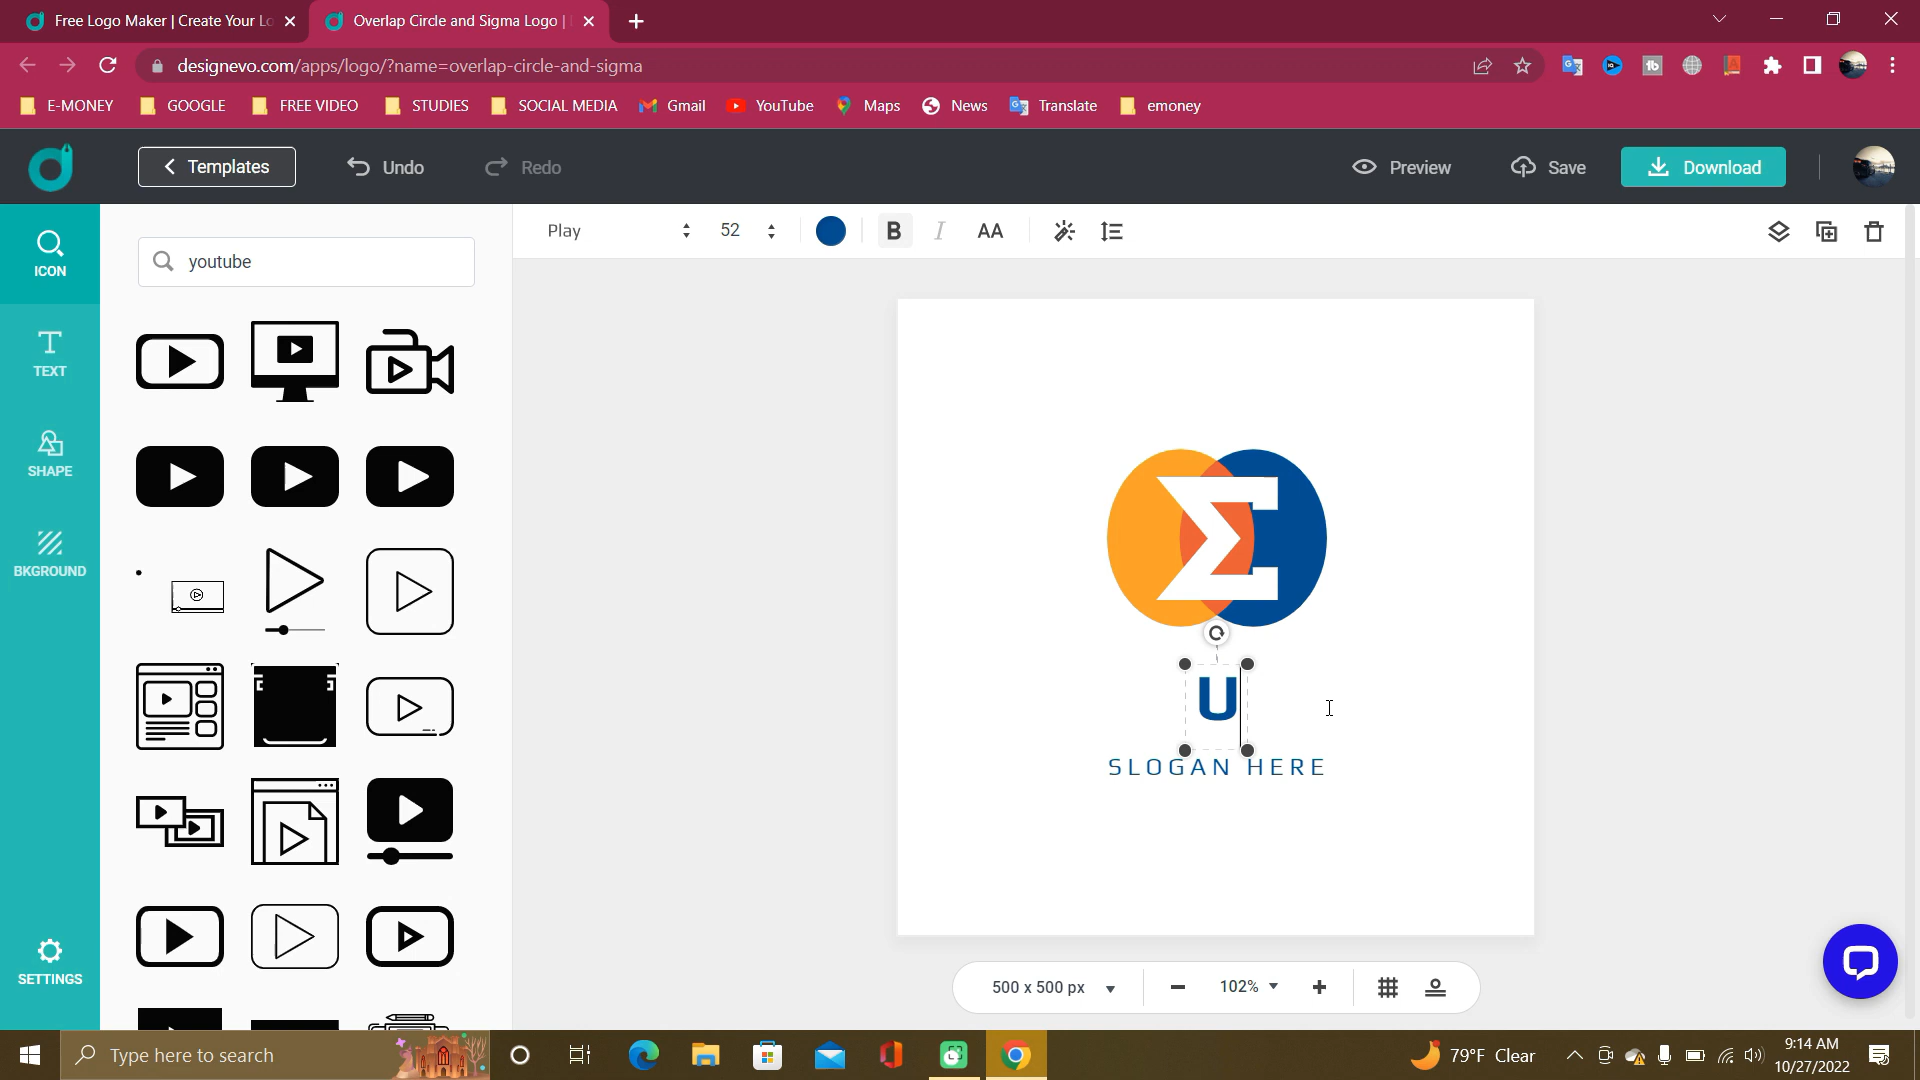 Free Logo Maker | Create Your Lo
Overlap Circle and Sigma Logo |
designevo.com/apps/logo/?name=overlap-circle-and-sigma
E-MONEY GOOGLE FREE VIDEO STUDIES SOCIAL MEDIA Gmail YouTube Maps News Translate emoney
Templates Undo Redo Preview Save Download
Play 52 B I AA
ICON
youtube
TEXT
SHAPE
BKGROUND
SETTINGS
Σ
U
SLOGAN HERE
500 x 500 px 102%
Type here to search
79°F Clear
9:14 AM
10/27/2022